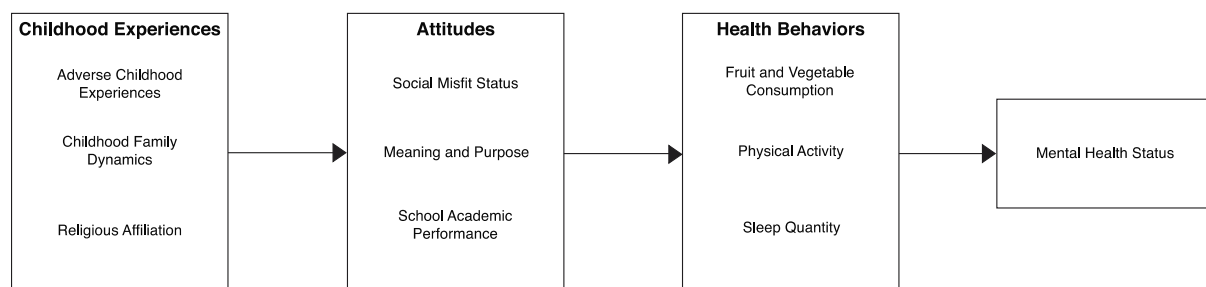 Childhood Experiences
Adverse Childhood
Experiences
Childhood Family
Dynamics
Religious Affiliation
Attitudes
Social Misfit Status
Meaning and Purpose
School Academic
Performance
Health Behaviors
Fruit and Vegetable
Consumption
Physical Activity
Sleep Quantity
Mental Health Status